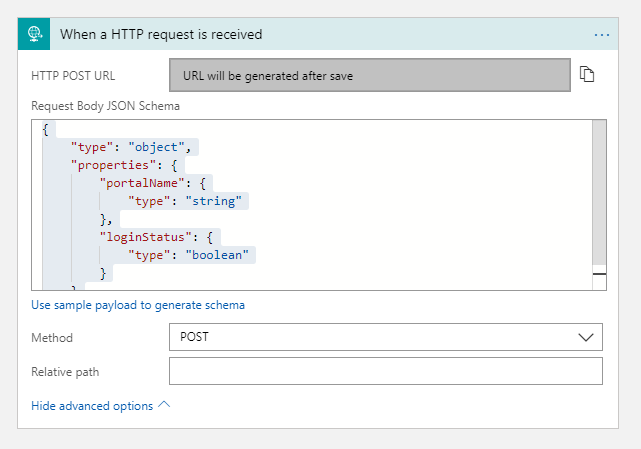 When a HTTP request is received
HTTP POST URL
URL will be generated after save
Request Body JSON Schema
{
"type": "object",
"properties": {
"portalName": {
"type": "string"
},
"loginStatus": {
"type": "boolean"
}
}
Use sample payload to generate schema
Method
POST
Relative path
Hide advanced options